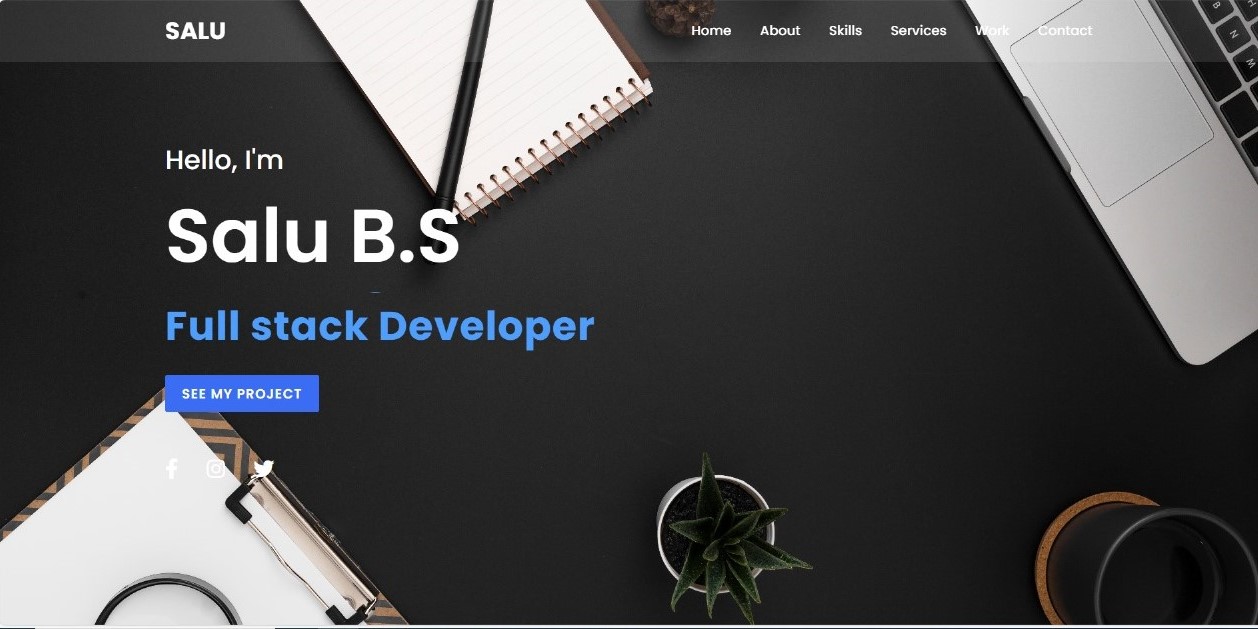 SALU
Home About Skills Services Work Contact
Hello, I'm
Salu B.S
Full stack Developer
SEE MY PROJECT